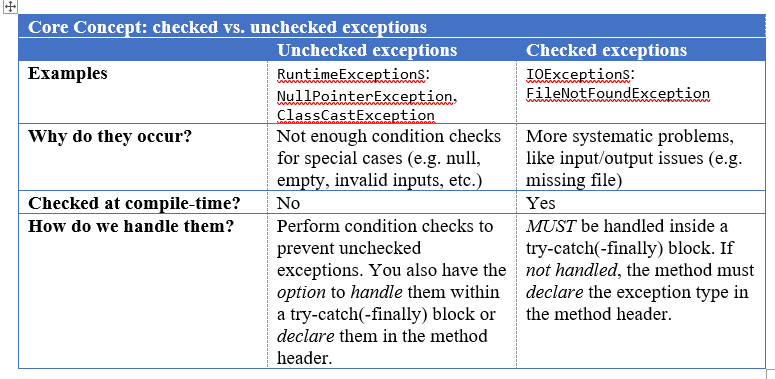 Core Concept: checked vs. unchecked exceptions
Unchecked exceptions Checked exceptions
Examples RuntimeExceptions: IOExceptions:
NullPointerException, FileNotFoundException
ClassCastException
Why do they occur? Not enough condition checks More systematic problems,
for special cases (e.g. null, like input/output issues (e.g.
empty, invalid inputs, etc.) missing file)
Checked at compile-time? No Yes
How do we handle them? Perform condition checks to MUST be handled inside a
prevent unchecked try-catch(-finally) block. If
exceptions. You also have the not handled, the method must
option to handle them within declare the exception type in
a try-catch(-finally) block or the method header.
declare them in the method
header.